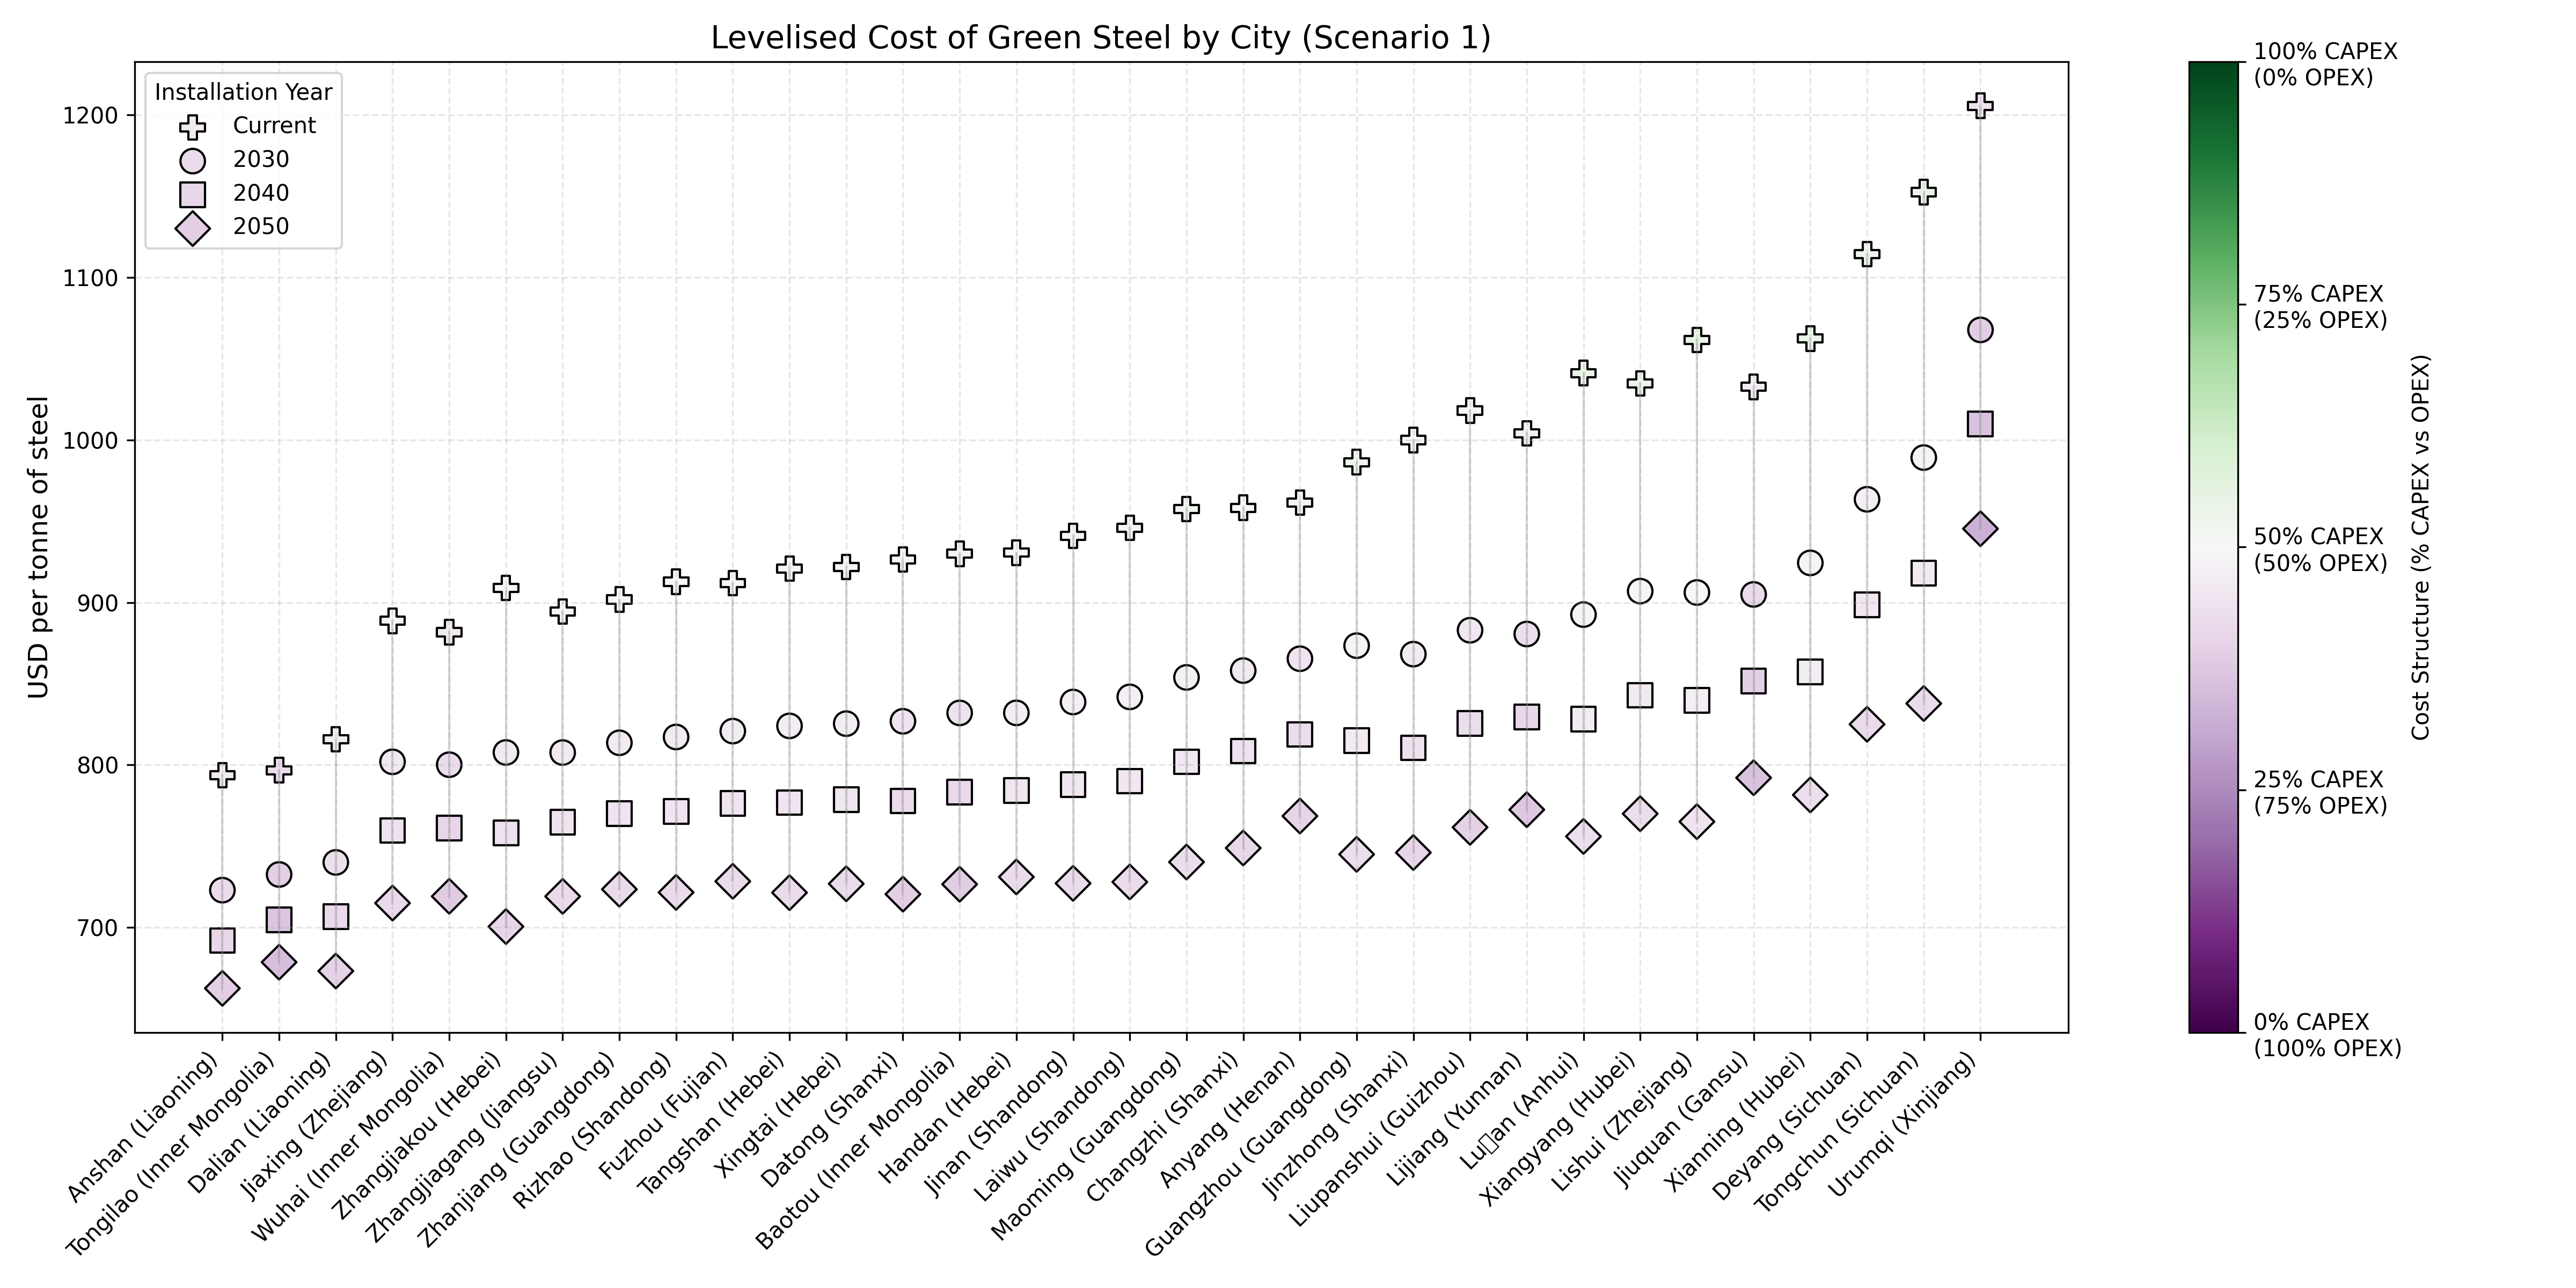 Levelised Cost of Green Steel by City (Scenario 1)
Installation Year
Current
2030
2040
2050
USD per tonne of steel
1200
1100
1000
900
800
700
Anshan (Liaoning)
Tongilao (Inner Mongolia)
Dalian (Liaoning)
Jiaxing (Zhejiang)
Wuhai (Inner Mongolia)
Zhangjiakou (Hebei)
Zhangjiagang (Jiangsu)
Zhanjiang (Guangdong)
Rizhao (Shandong)
Fuzhou (Fujian)
Tangshan (Hebei)
Xingtai (Hebei)
Datong (Shanxi)
Baotou (Inner Mongolia)
Handan (Hebei)
Jinan (Shandong)
Laiwu (Shandong)
Maoming (Guangdong)
Changzhi (Shanxi)
Anyang (Henan)
Guangzhou (Guangdong)
Jinzhong (Shanxi)
Liupanshui (Guizhou)
Lijiang (Yunnan)
Lu▯an (Anhui)
Xiangyang (Hubei)
Lishui (Zhejiang)
Jiuquan (Gansu)
Xianning (Hubei)
Deyang (Sichuan)
Tongchun (Sichuan)
Urumqi (Xinjiang)
100% CAPEX
(0% OPEX)
75% CAPEX
(25% OPEX)
50% CAPEX
(50% OPEX)
25% CAPEX
(75% OPEX)
0% CAPEX
(100% OPEX)
Cost Structure (% CAPEX vs OPEX)